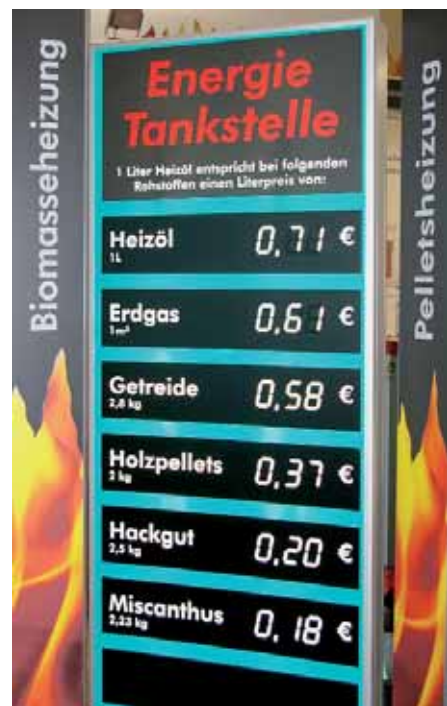 Biomasseheizung
Energie
Tankstelle
1 Liter Heizöl entspricht bei folgenden
Rohstoffen einen Literpreis von:
Heizöl 0,71 €
1L
Erdgas 0,61 €
1m³
Getreide 0,58 €
2,8 kg
Holzpellets 0,37 €
2 kg
Hackgut 0.20 €
2,5 kg
Miscanthus 0,18 €
2,23 kg
Pelletsheizung